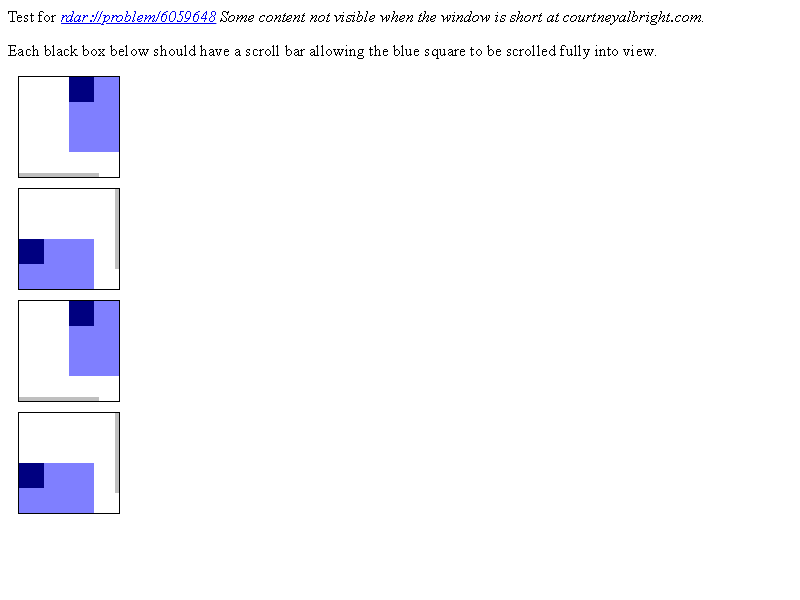 Test for rdar://problem/6059648 Some content not visible when the window is short at courtneyalbright.com.
Each black box below should have a scroll bar allowing the blue square to be scrolled fully into view.